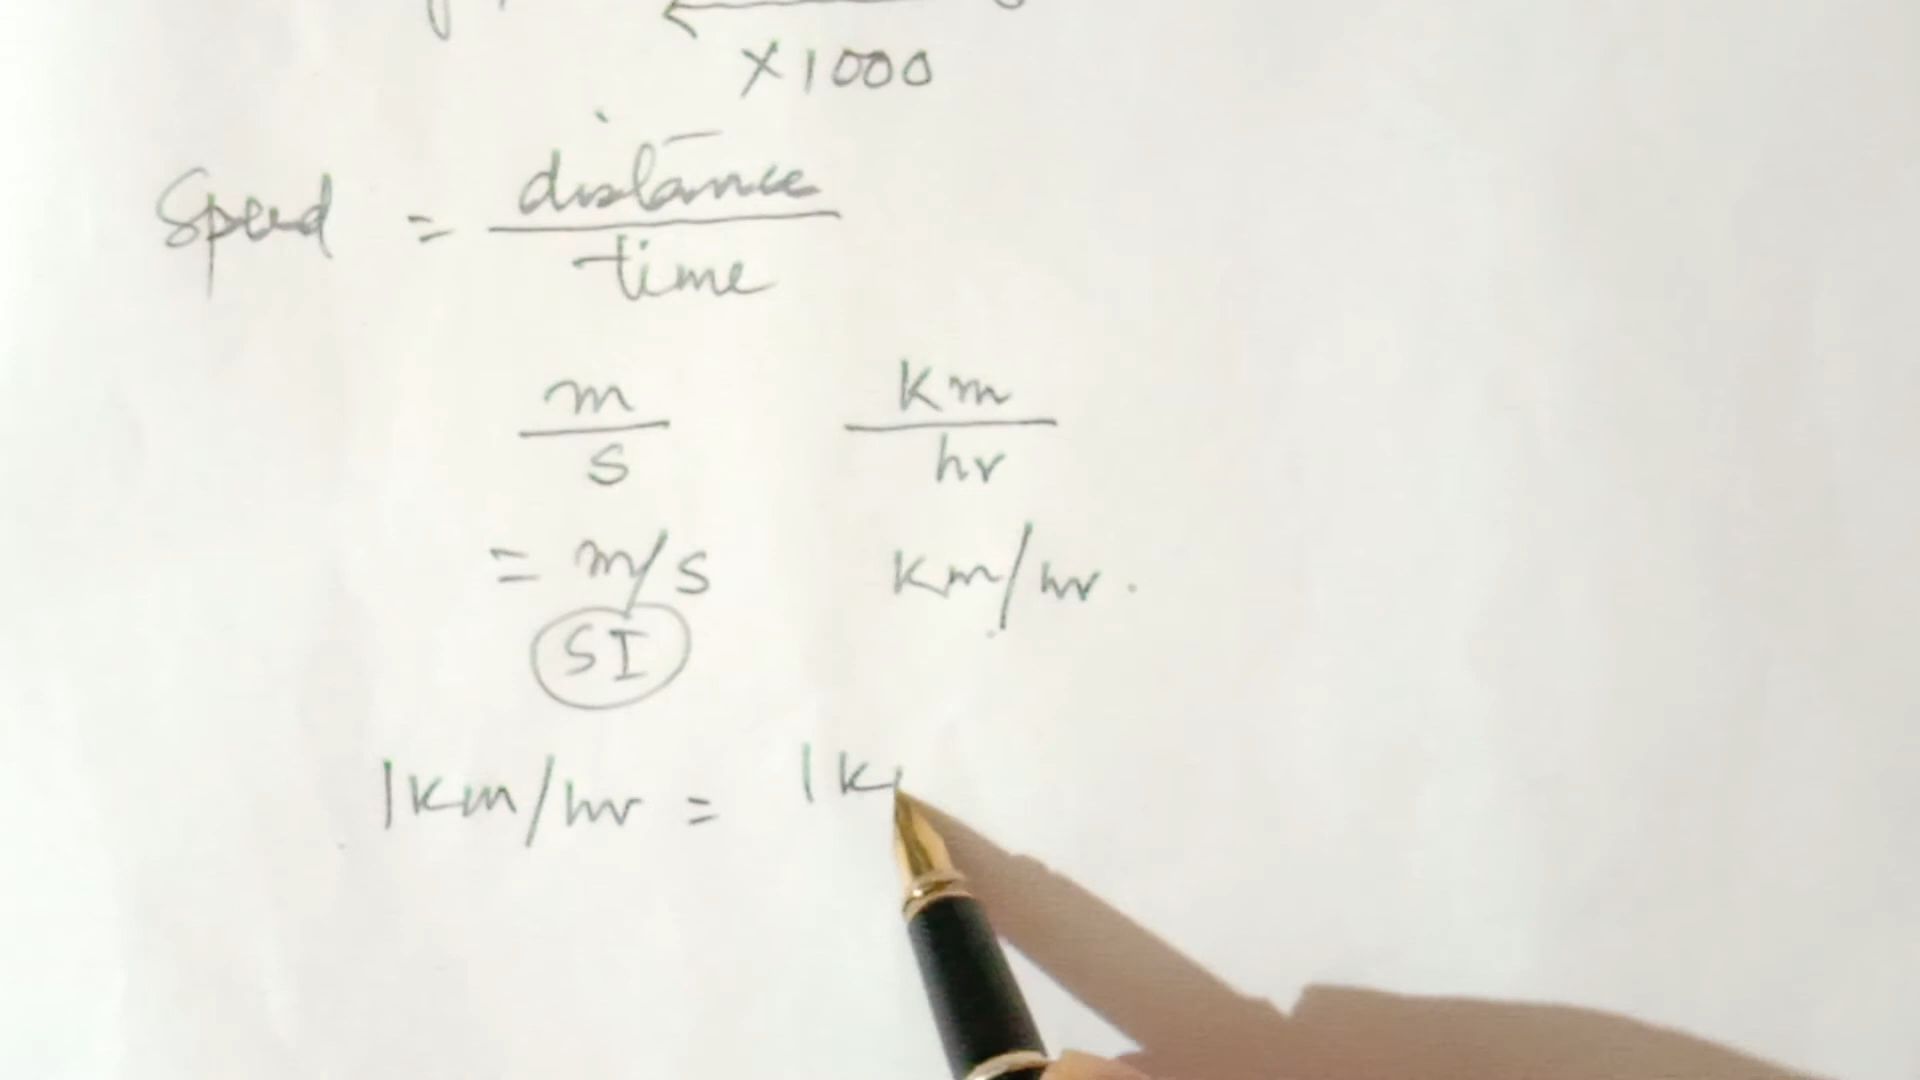 ×1000
Speed = distance
time
m km
s hr
= m/s km/hr.
SI
1km/hr = 1k